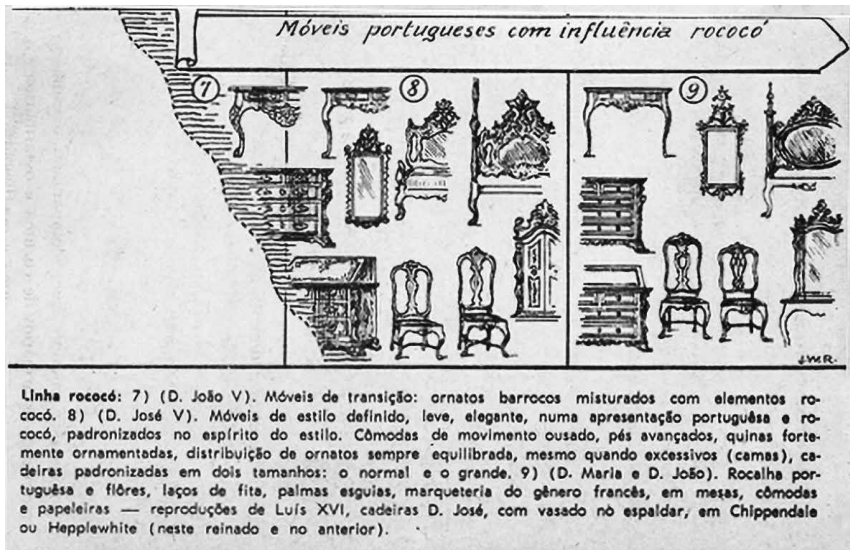 Móveis portugueses com influência rococó
7
8
9
J.W.R.
Linha rococó: 7) (D. João V). Móveis de transição: ornatos barrocos misturados com elementos ro-
cocó. 8) (D. José V). Móveis de estilo definido, leve, elegante, numa apresentação portuguêsa e ro-
cocó, padronizados no espírito do estilo. Cômodas de movimento ousado, pés avançados, quinas forte-
mente ornamentadas, distribuição de ornatos sempre equilibrada, mesmo quando excessivos (camas), ca-
deiras padronizadas em dois tamanhos: o normal e o grande. 9) (D. Maria e D. João). Rocalha por-
tuguêsa e flôres, laços de fita, palmas esguias, marqueteria do gênero francês, em mesas, cômodas
e papeleiras — reproduções de Luís XVI, cadeiras D. José, com vasado no espaldar, em Chippendale
ou Hepplewhite (neste reinado e no anterior).